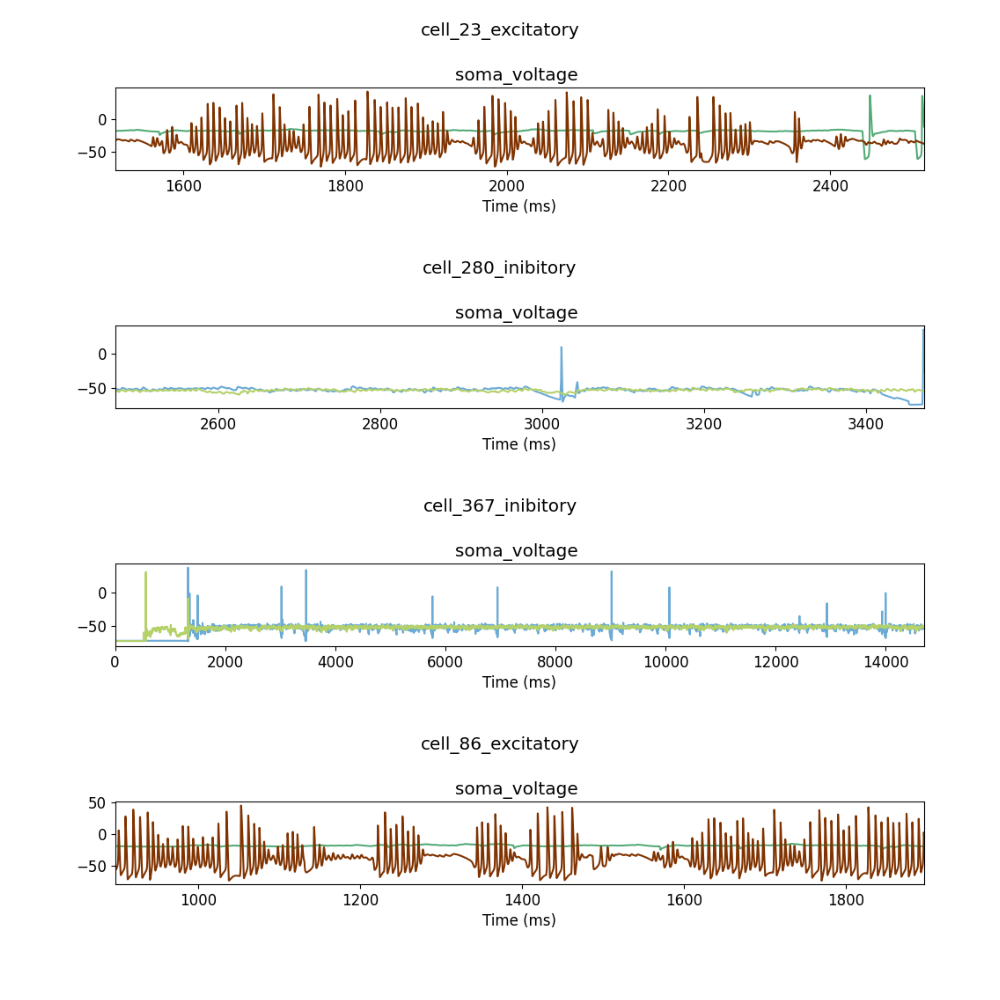 cell_23_excitatory
soma_voltage
0
−50
1600 1800 2000 2200 2400
Time (ms)
cell_280_inibitory
soma_voltage
0
−50
2600 2800 3000 3200 3400
Time (ms)
cell_367_inibitory
soma_voltage
0
−50
0 2000 4000 6000 8000 10000 12000 14000
Time (ms)
cell_86_excitatory
soma_voltage
50
0
−50
1000 1200 1400 1600 1800
Time (ms)